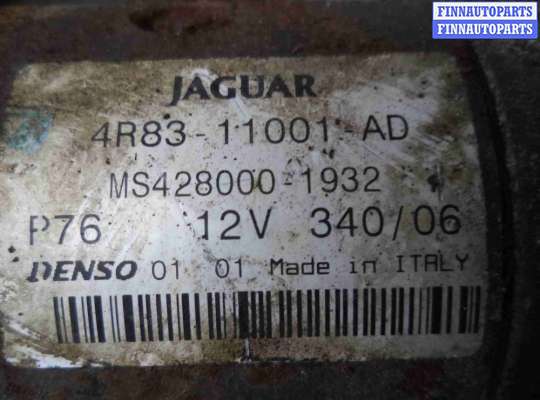 FINNAUTOPARTS
FINNAUTOPARTS
JAGUAR
4R83-11001-AD
MS428000-1932
P76 12V 340/06
DENSO 01 01 Made in ITALY